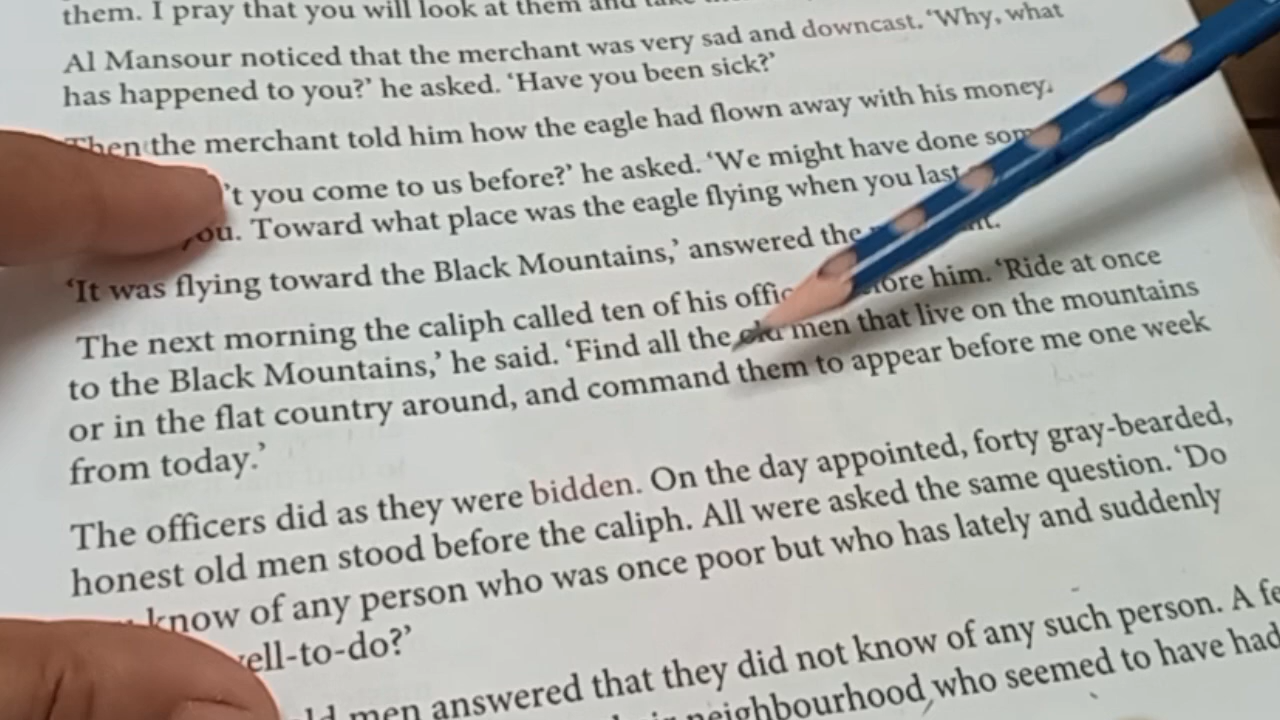 them. I pray that you will look at them and
Al Mansour noticed that the merchant was very sad and downcast. ‘Why, what
has happened to you?’ he asked. ‘Have you been sick?’
Then the merchant told him how the eagle had flown away with his money.
’t you come to us before?’ he asked. ‘We might have done som
you. Toward what place was the eagle flying when you last
‘It was flying toward the Black Mountains,’ answered the
The next morning the caliph called ten of his offic ore him. ‘Ride at once
to the Black Mountains,’ he said. ‘Find all the old men that live on the mountains
or in the flat country around, and command them to appear before me one week
from today.’
The officers did as they were bidden. On the day appointed, forty gray-bearded,
honest old men stood before the caliph. All were asked the same question. ‘Do
know of any person who was once poor but who has lately and suddenly
ell-to-do?’
ld men answered that they did not know of any such person. A fe
neighbourhood who seemed to have had